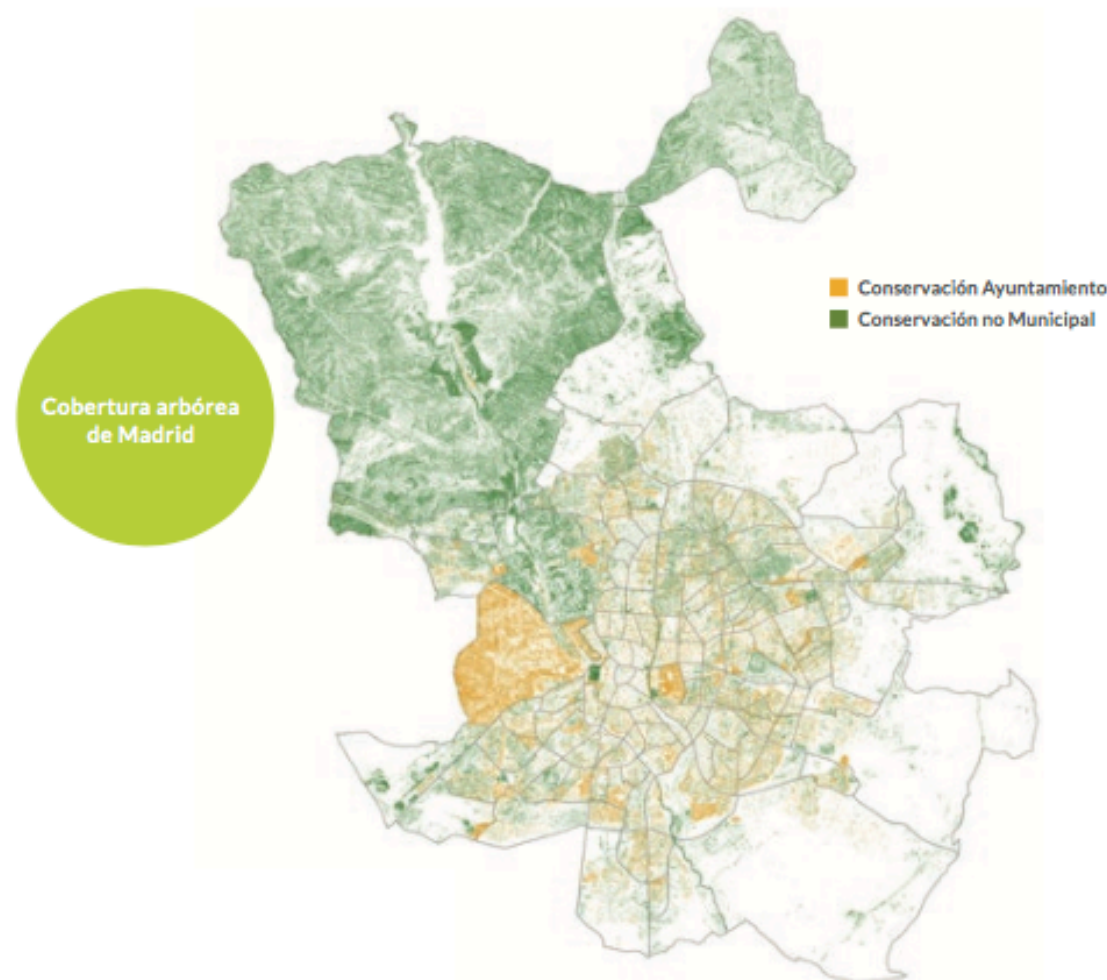 Conservación Ayuntamiento
Conservación no Municipal
Cobertura arbórea
de Madrid